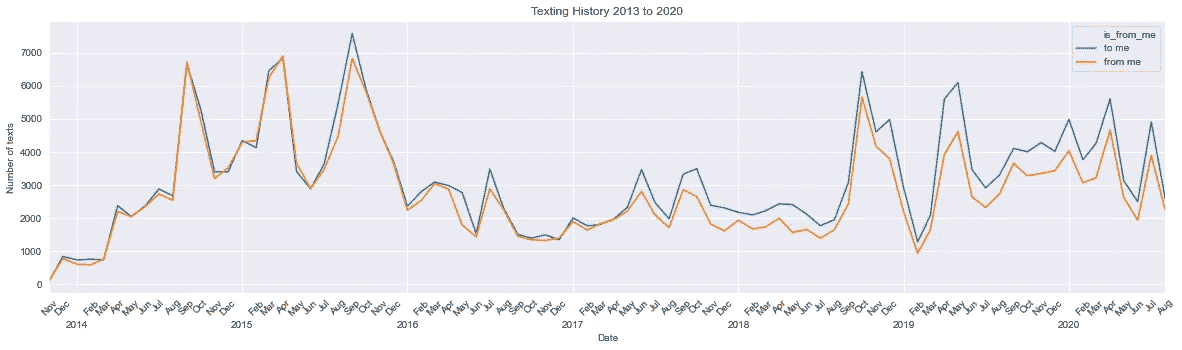 Texting History 2013 to 2020
is_from_me
to me
from me
Number of texts
7000
6000
5000
4000
3000
2000
1000
0
Nov Dec Feb Mar Apr May Jun Jul Aug Sep Oct Nov Dec Feb Mar Apr May Jun Jul Aug Sep Oct Nov Dec Feb Mar Apr May Jun Jul Aug Sep Oct Nov Dec Feb Mar Apr May Jun Jul Aug Sep Oct Nov Dec Feb Mar Apr May Jun Jul Aug Sep Oct Nov Dec Feb Mar Apr May Jun Jul Aug Sep Oct Nov Dec Feb Mar Apr May Jun Jul Aug
2014 2015 2016 2017 2018 2019 2020
Date